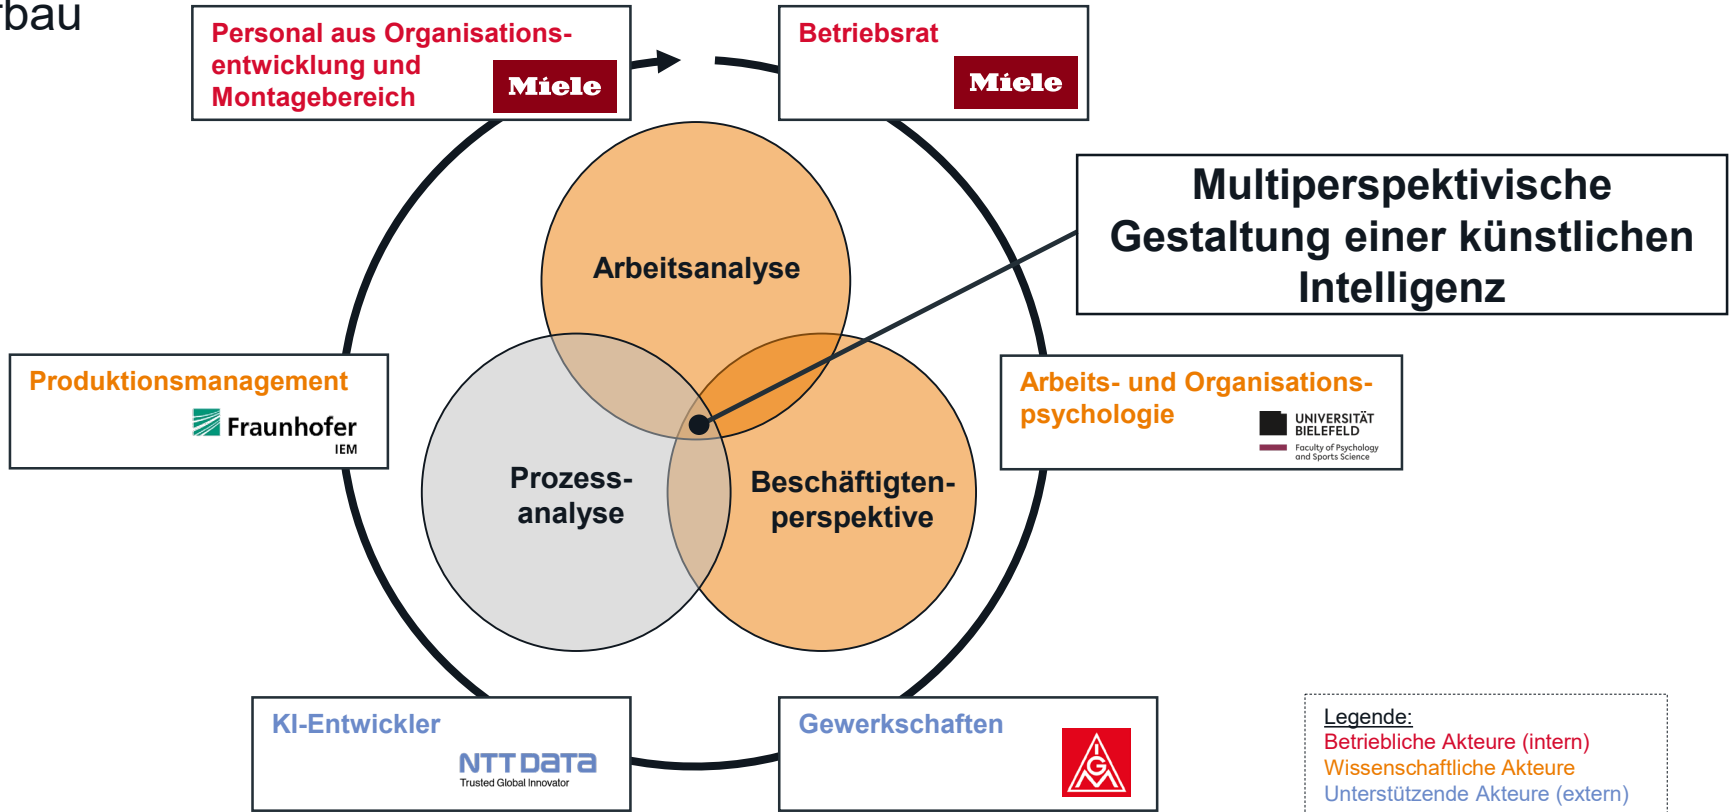 Personal aus Organisations-
entwicklung und
Montagebereich
Miele
Betriebsrat
Miele
Multiperspektivische
Gestaltung einer künstlichen
Intelligenz
Arbeitsanalyse
Produktionsmanagement
Fraunhofer
IEM
Arbeits- und Organisations-
psychologie
UNIVERSITÄT
BIELEFELD
Faculty of Psychology
and Sports Science
Prozess-
analyse
Beschäftigten-
perspektive
KI-Entwickler
NTT DATA
Trusted Global Innovator
Gewerkschaften
IGM
Legende:
Betriebliche Akteure (intern)
Wissenschaftliche Akteure
Unterstützende Akteure (extern)